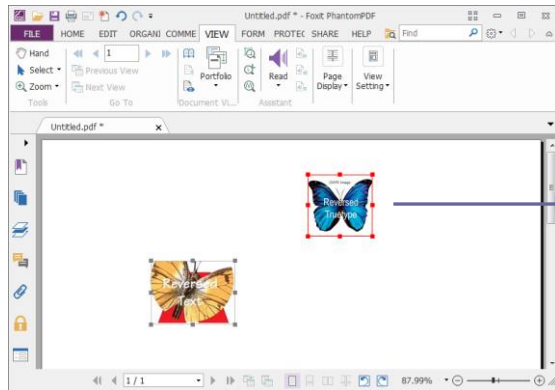 Untitled.pdf * - Foxit PhantomPDF
FILE HOME EDIT ORGANI COMME VIEW FORM PROTEC SHARE HELP Find
Hand
Select
Zoom
Tools
1
Previous View
Next View
Go To
Portfolio
Document Vi...
Read
Assistant
Page Display
View Setting
Untitled.pdf * x
Reversed
Truetype
Reversed
Text
1 / 1
87.99%